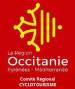 La Région
Occitanie
Pyrénées - Méditerranée
Comité Régional
CYCLOTOURISME